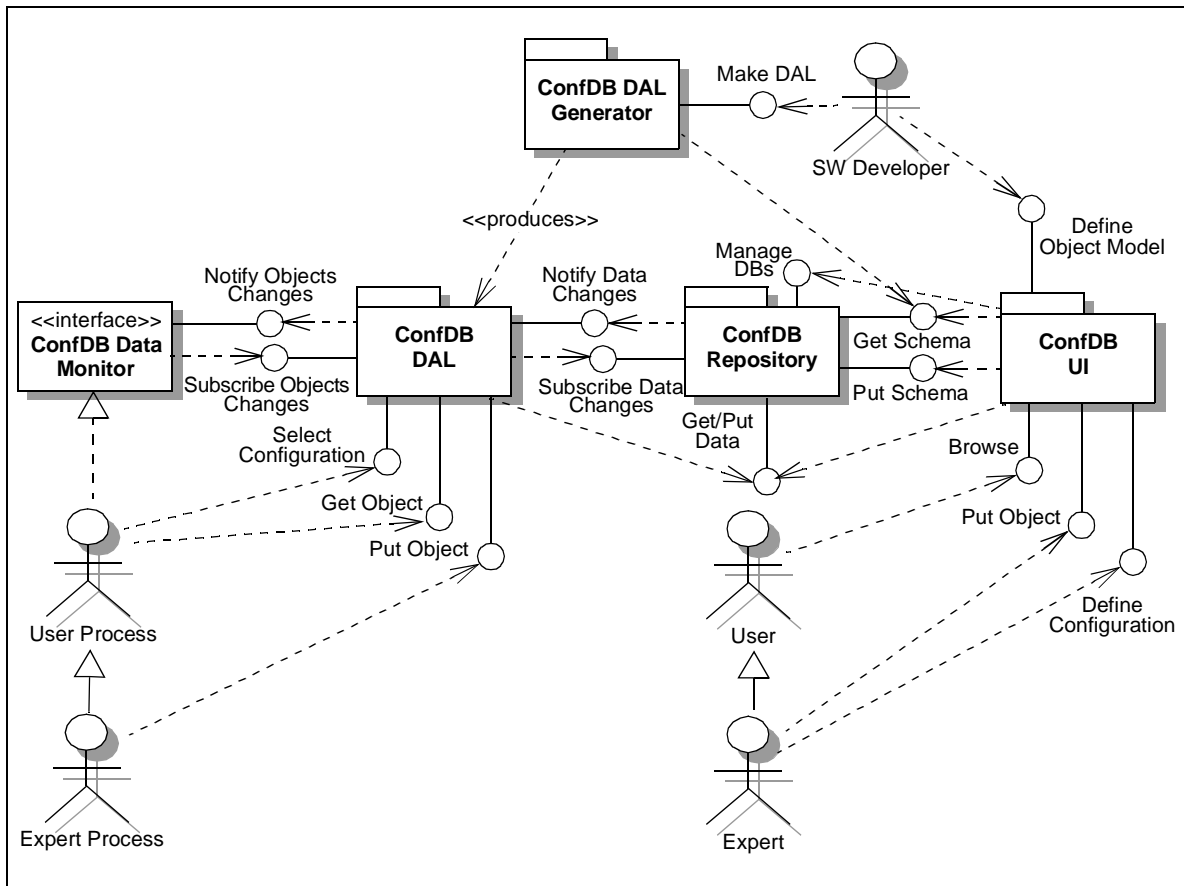 ConfDB DAL
Generator
Make DAL
SW Developer
<<produces>>
Define
Object Model
Manage
DBs
Notify Objects
Changes
Notify Data
Changes
<<interface>>
ConfDB Data
Monitor
ConfDB
DAL
ConfDB
Repository
Get Schema
ConfDB
UI
Subscribe Objects
Changes
Subscribe Data
Changes
Put Schema
Select
Configuration
Get/Put
Data
Browse
Get Object
Put Object
Put Object
Define
Configuration
User Process
User
Expert Process
Expert